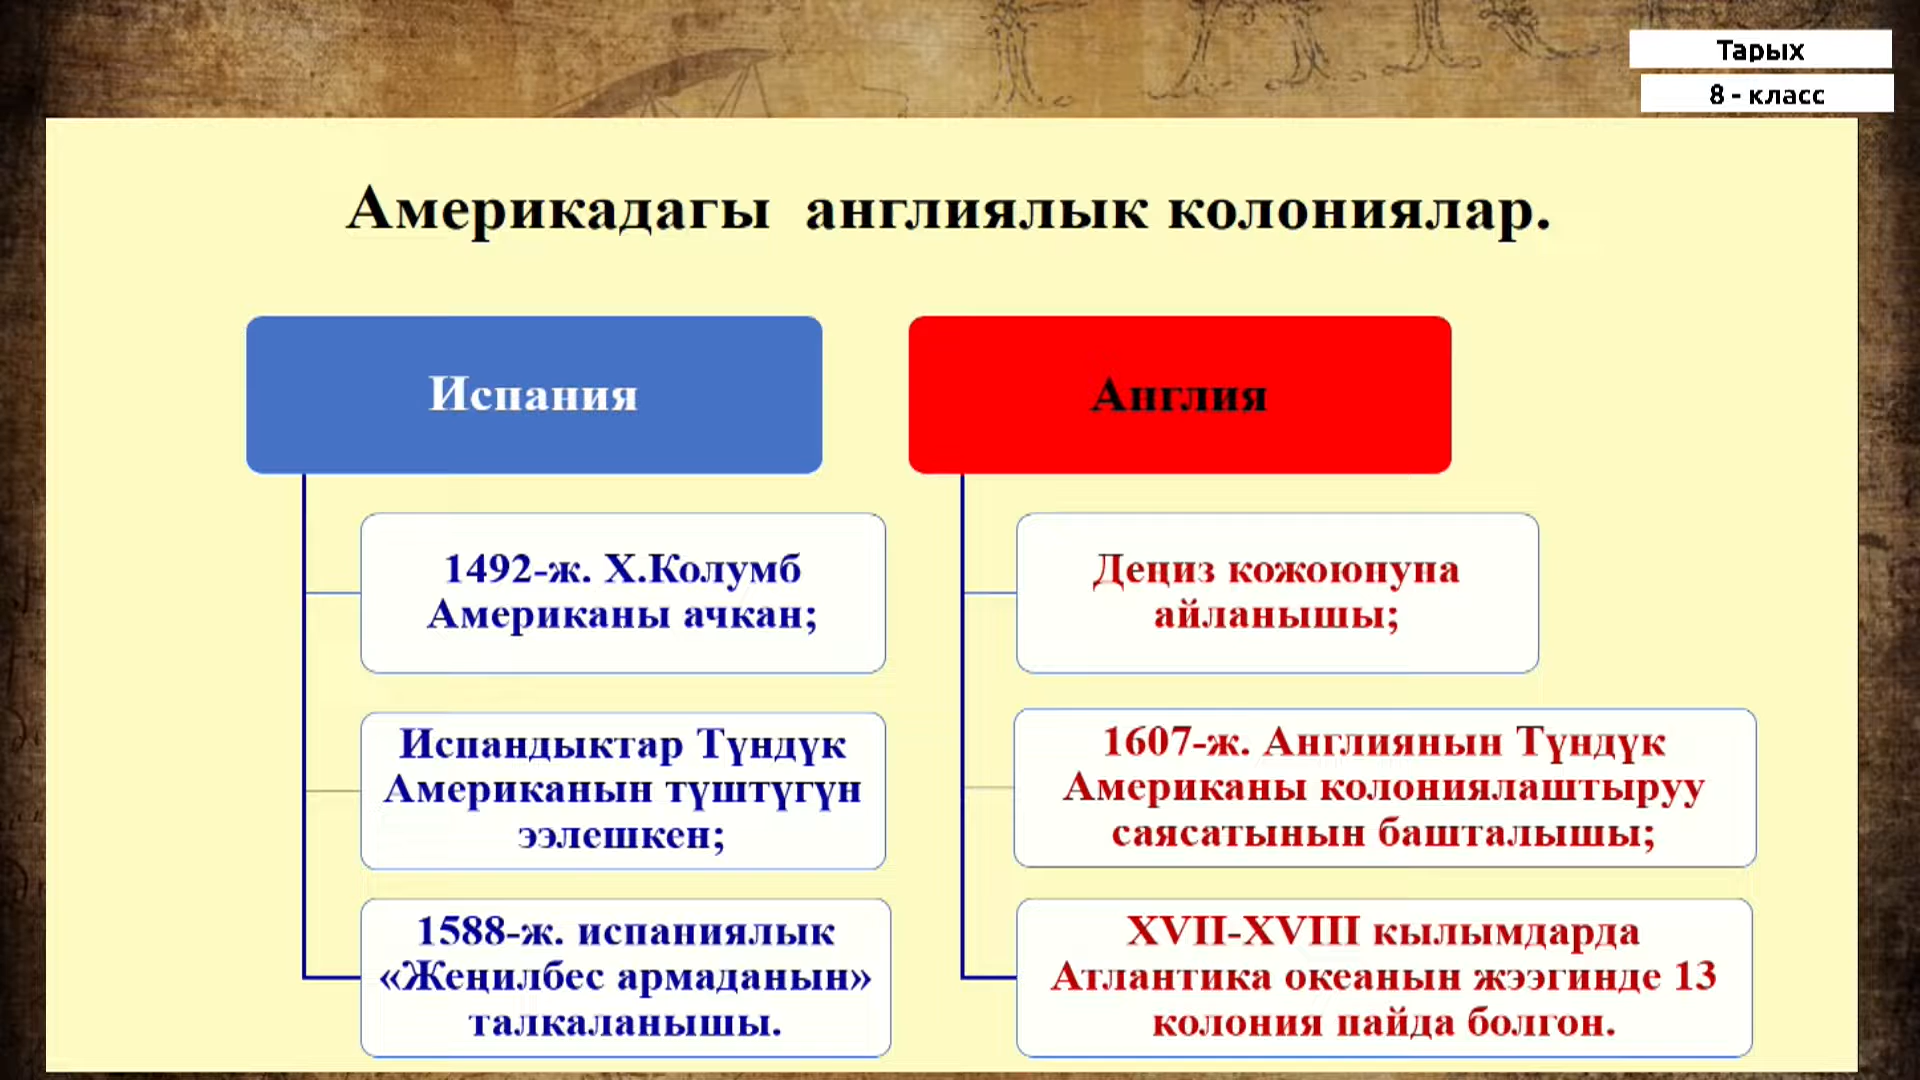 Тарых
8 - класс
Америкадагы англиялык колониялар.
Испания
1492-ж. Х.Колумб
Американы ачкан;
Испандыктар Түндүк
Американын түштүгүн
ээлешкен;
1588-ж. испаниялык
«Жеңилбес армаданын»
талкаланышы.
Англия
Деңиз кожоюнуна
айланышы;
1607-ж. Англиянын Түндүк
Американы колониялаштыруу
саясатынын башталышы;
XVII-XVIII кылымдарда
Атлантика океанын жээгинде 13
колония пайда болгон.